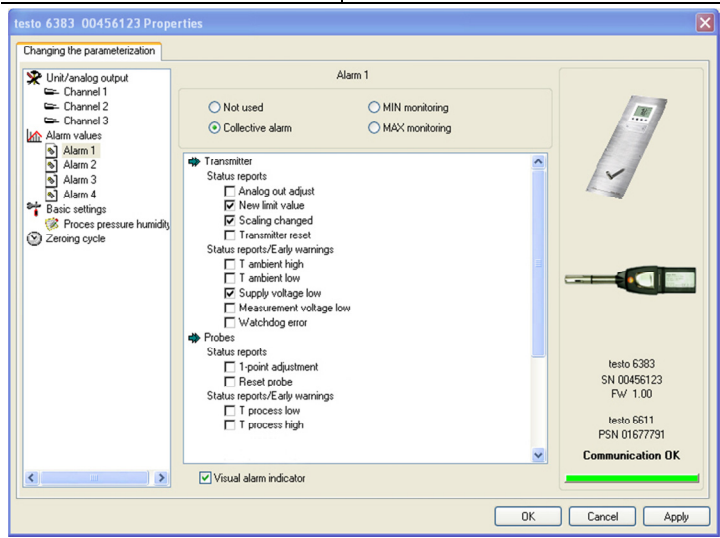 testo 6383 00456123 Properties
Changing the parameterization
Unit/analog output
Channel 1
Channel 2
Channel 3
Alarm values
Alarm 1
Alarm 2
Alarm 3
Alarm 4
Basic settings
Proces pressure humidity
Zeroing cycle
Alarm 1
Not used
MIN monitoring
Collective alarm
MAX monitoring
Transmitter
Status reports
Analog out adjust
New limit value
Scaling changed
Transmitter reset
Status reports/Early warnings
T ambient high
T ambient low
Supply voltage low
Measurement voltage low
Watchdog error
Probes
Status reports
1-point adjustment
Reset probe
Status reports/Early warnings
T process low
T process high
Visual alarm indicator
testo 6383
SN 00456123
FW 1.00
testo 6611
PSN 01677791
Communication OK
OK
Cancel
Apply